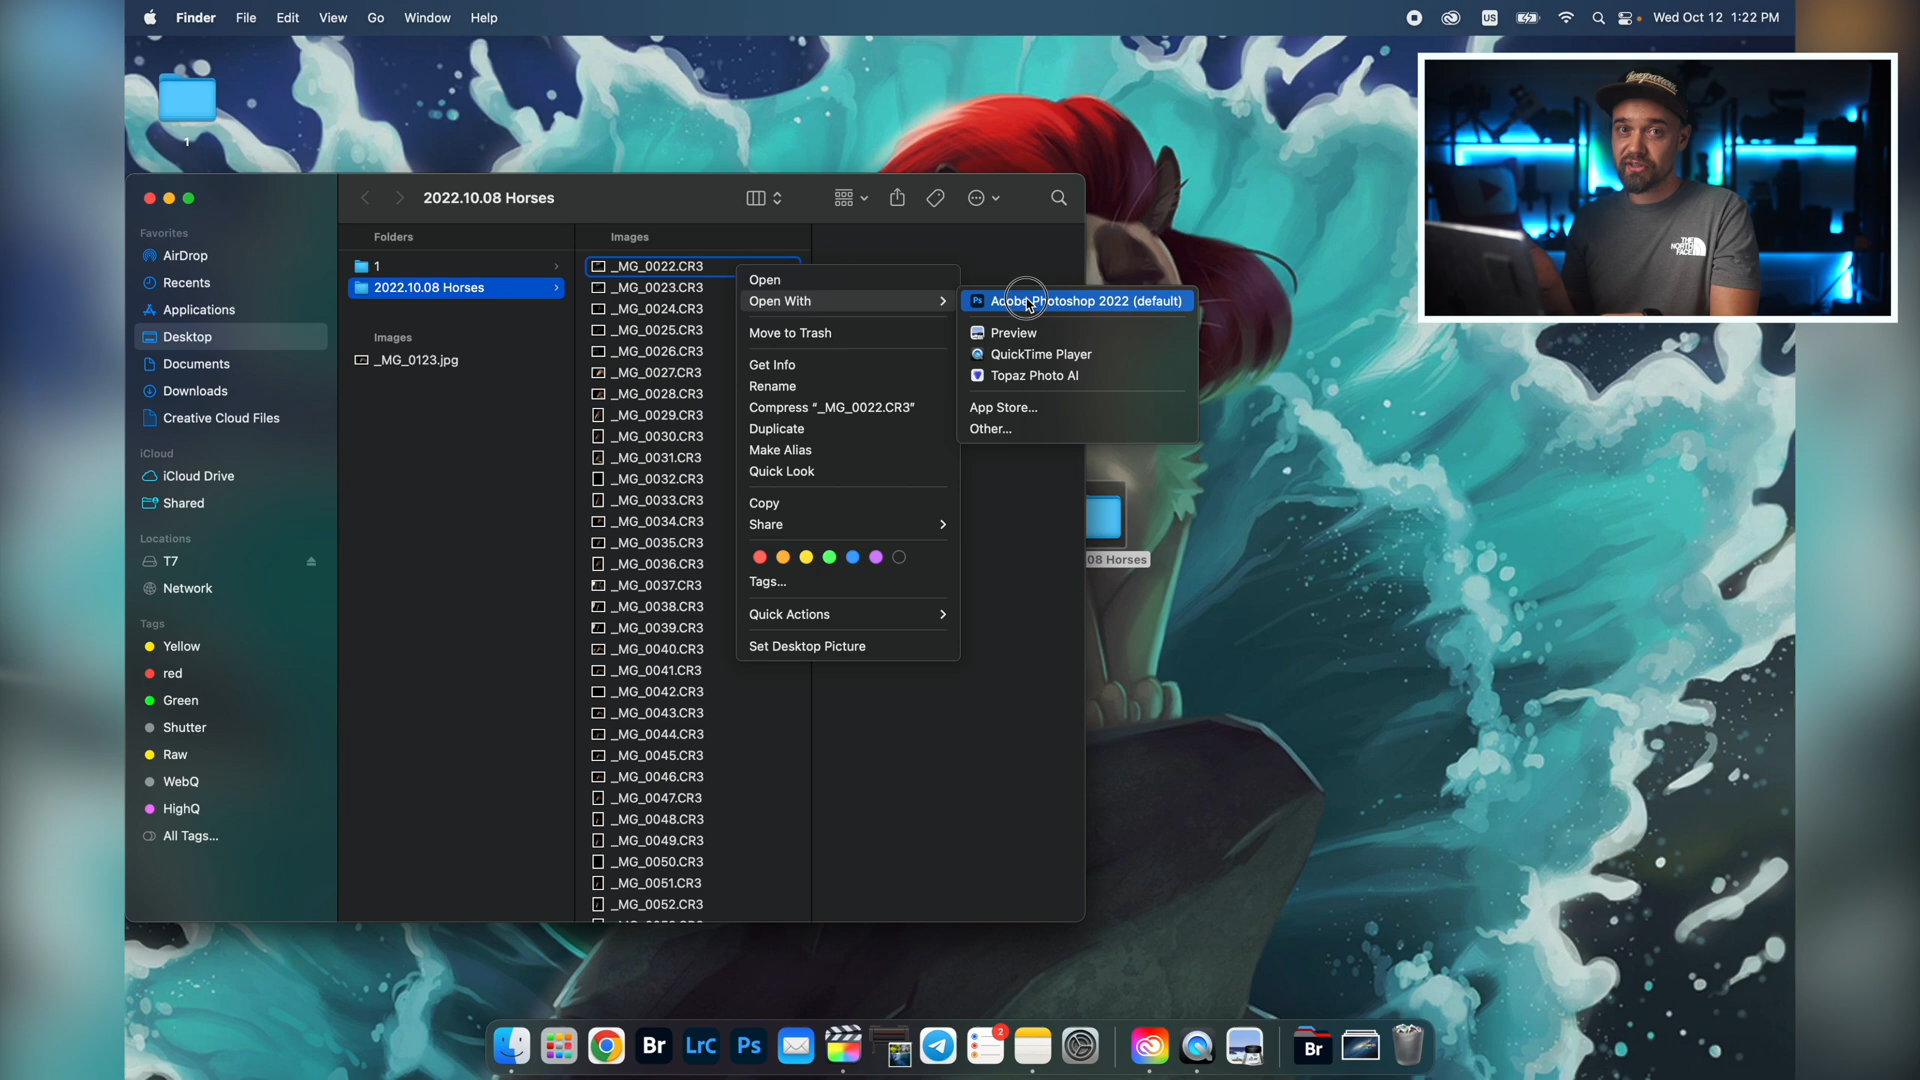 Finder File Edit View Go Window Help
US Wed Oct 12 1:22 PM
1
THE
NORTH
FACE
2022.10.08 Horses
Favorites
AirDrop
Recents
Applications
Desktop
Documents
Downloads
Creative Cloud Files
iCloud
iCloud Drive
Shared
Locations
T7
Network
Tags
Yellow
red
Green
Shutter
Raw
WebQ
HighQ
All Tags...
Folders
1
2022.10.08 Horses
Images
_MG_0123.jpg
Images
_MG_0022.CR3
_MG_0023.CR3
_MG_0024.CR3
_MG_0025.CR3
_MG_0026.CR3
_MG_0027.CR3
_MG_0028.CR3
_MG_0029.CR3
_MG_0030.CR3
_MG_0031.CR3
_MG_0032.CR3
_MG_0033.CR3
_MG_0034.CR3
_MG_0035.CR3
_MG_0036.CR3
_MG_0037.CR3
_MG_0038.CR3
_MG_0039.CR3
_MG_0040.CR3
_MG_0041.CR3
_MG_0042.CR3
_MG_0043.CR3
_MG_0044.CR3
_MG_0045.CR3
_MG_0046.CR3
_MG_0047.CR3
_MG_0048.CR3
_MG_0049.CR3
_MG_0050.CR3
_MG_0051.CR3
_MG_0052.CR3
Open
Open With
Move to Trash
Get Info
Rename
Compress “_MG_0022.CR3”
Duplicate
Make Alias
Quick Look
Copy
Share
Tags...
Quick Actions
Set Desktop Picture
Ps Adobe Photoshop 2022 (default)
Preview
QuickTime Player
Topaz Photo AI
App Store...
Other...
08 Horses
Br LrC Ps 2 Br